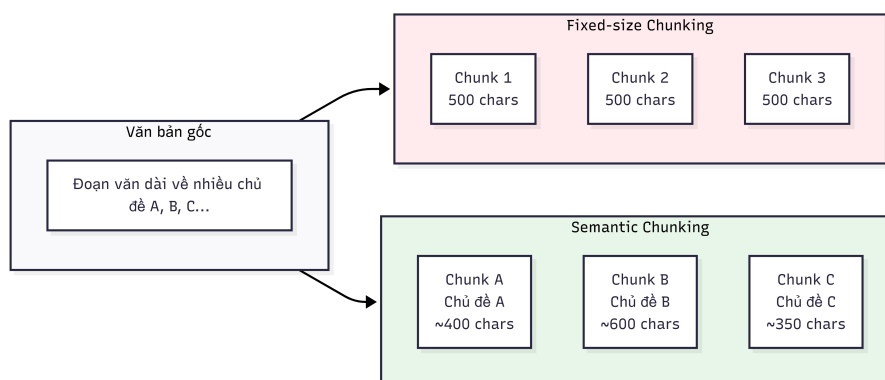 Fixed-size Chunking
Chunk 1
500 chars
Chunk 2
500 chars
Chunk 3
500 chars
Văn bản gốc
Đoạn văn dài về nhiều chủ
đề A, B, C...
Semantic Chunking
Chunk A
Chủ đề A
~400 chars
Chunk B
Chủ đề B
~600 chars
Chunk C
Chủ đề C
~350 chars